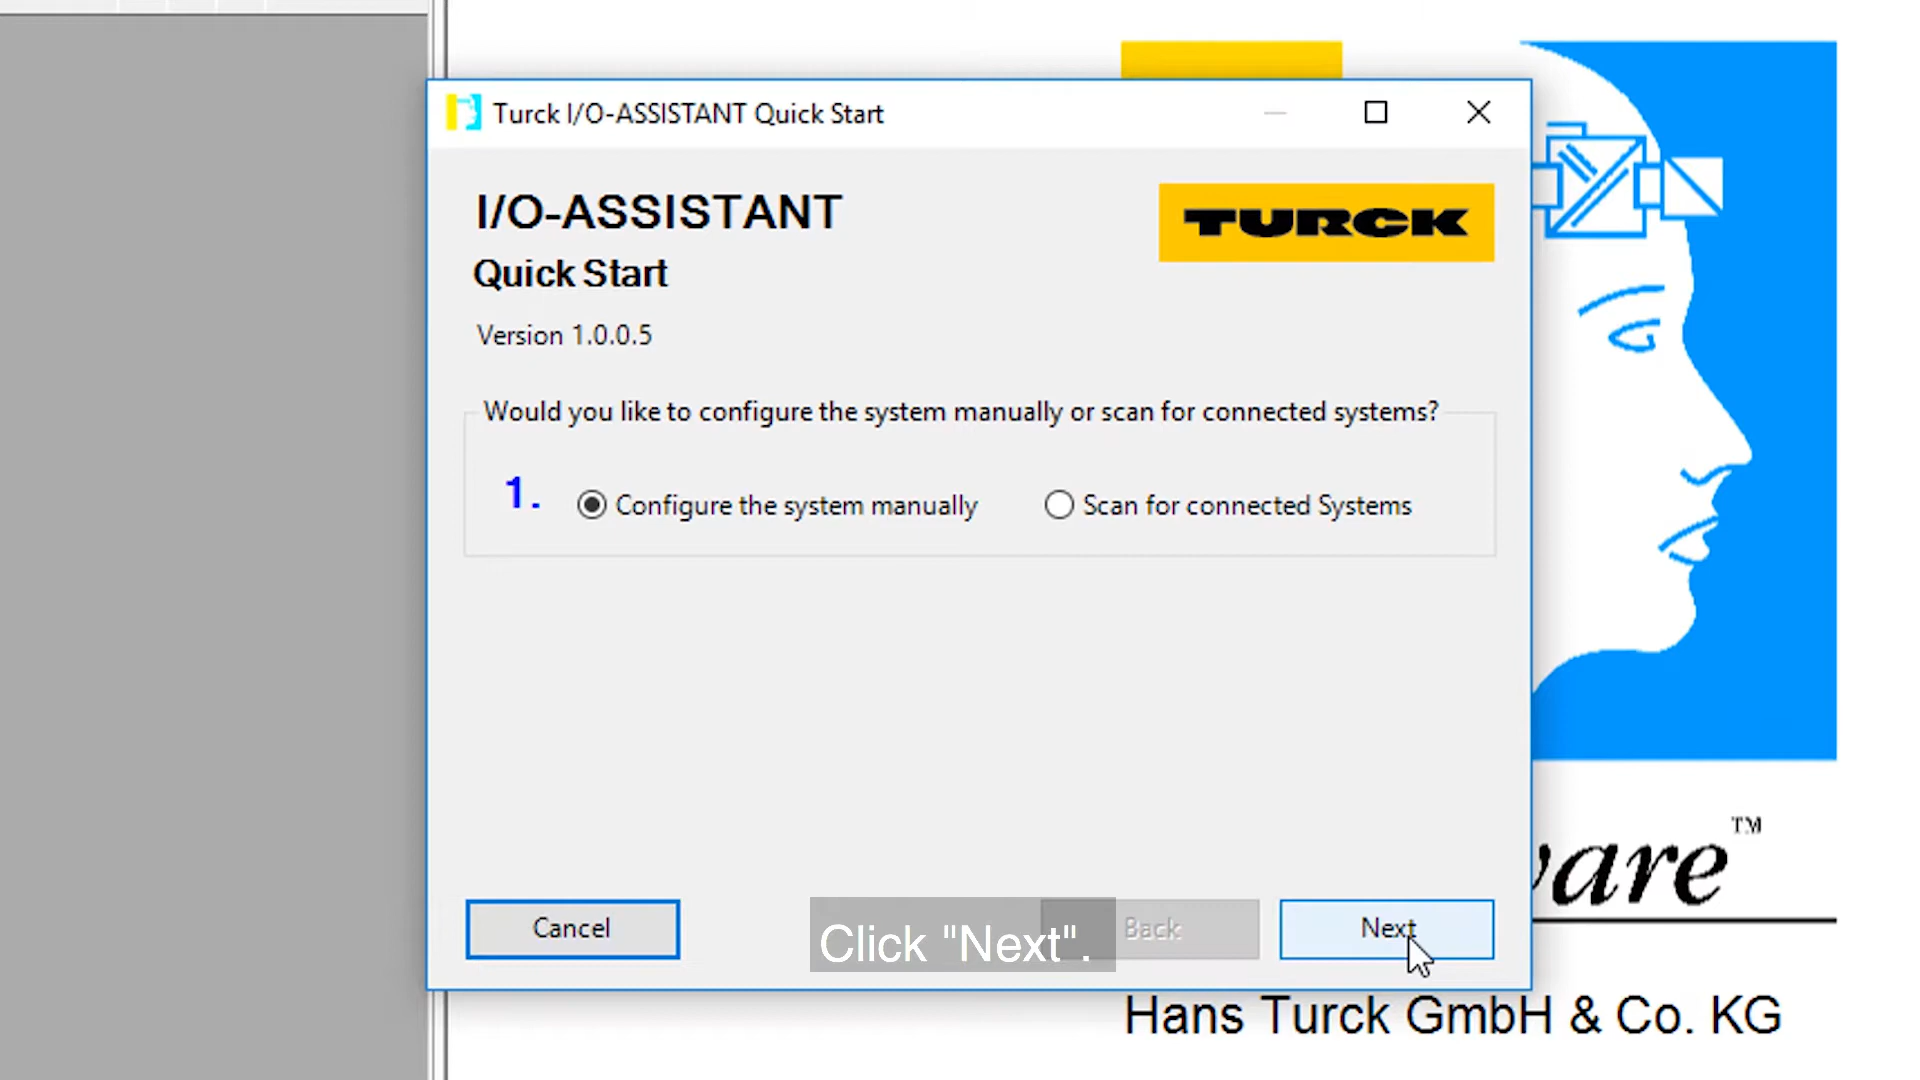 Turck I/O-ASSISTANT Quick Start
I/O-ASSISTANT
TURCK
Quick Start
Version 1.0.0.5
Would you like to configure the system manually or scan for connected systems?
1. Configure the system manually Scan for connected Systems
ware™
Cancel Back Next
Click "Next".
Hans Turck GmbH & Co. KG